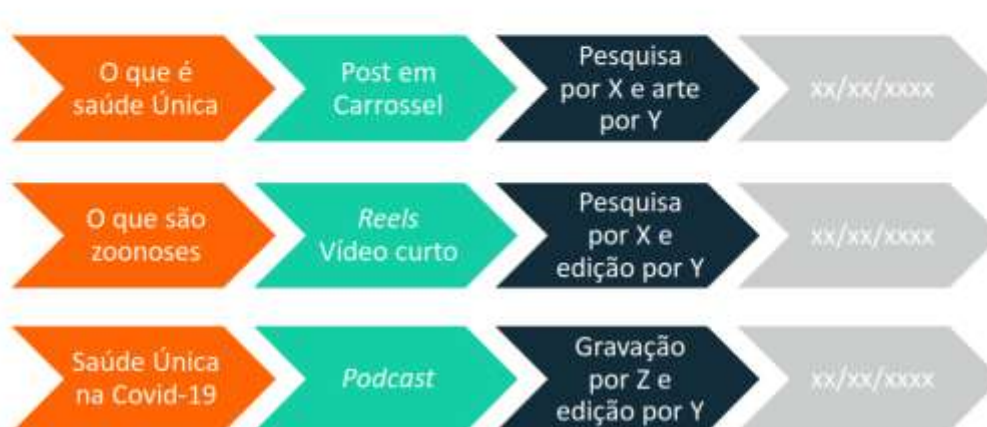 O que é
saúde Única
Post em
Carrossel
Pesquisa
por X e arte
por Y
xx/xx/xxxx
O que são
zoonoses
Reels
Vídeo curto
Pesquisa
por X e
edição por Y
xx/xx/xxxx
Saúde Única
na Covid-19
Podcast
Gravação
por Z e
edição por Y
xx/xx/xxxx